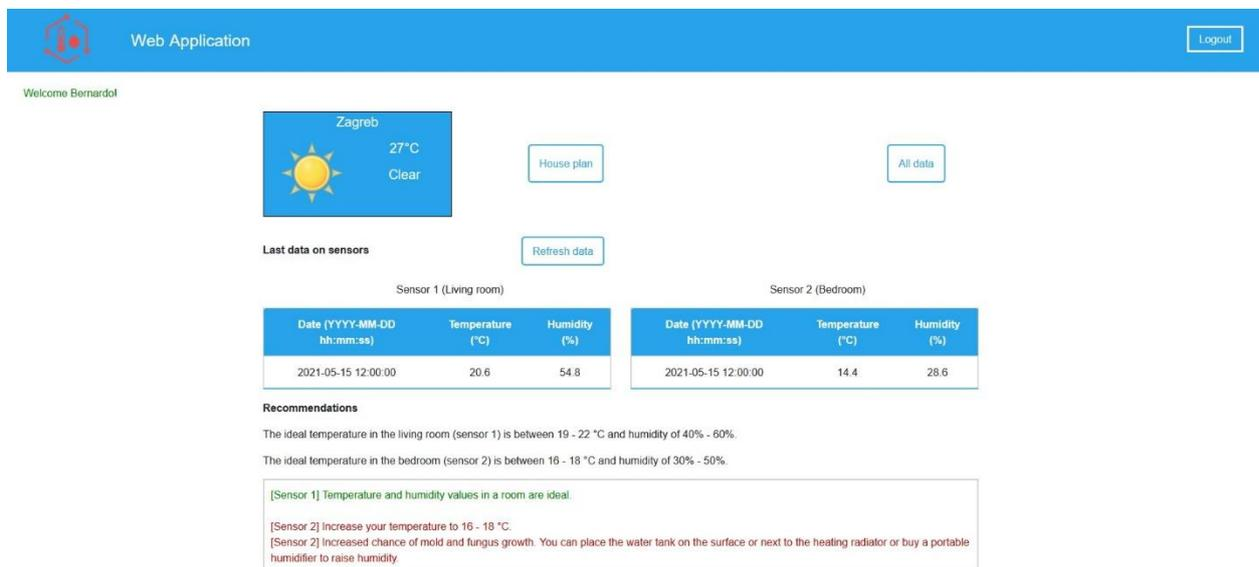 Web Application
Logout
Welcome Bernardo!
Zagreb
27°C
Clear
House plan
All data
Last data on sensors
Refresh data
Sensor 1 (Living room)
Sensor 2 (Bedroom)
Date (YYYY-MM-DD
hh:mm:ss)
Temperature
(°C)
Humidity
(%)
2021-05-15 12:00:00
20.6
54.8
Date (YYYY-MM-DD
hh:mm:ss)
Temperature
(°C)
Humidity
(%)
2021-05-15 12:00:00
14.4
28.6
Recommendations
The ideal temperature in the living room (sensor 1) is between 19 - 22 °C and humidity of 40% - 60%.
The ideal temperature in the bedroom (sensor 2) is between 16 - 18 °C and humidity of 30% - 50%.
[Sensor 1] Temperature and humidity values in a room are ideal.
[Sensor 2] Increase your temperature to 16 - 18 °C.
[Sensor 2] Increased chance of mold and fungus growth. You can place the water tank on the surface or next to the heating radiator or buy a portable
humidifier to raise humidity.